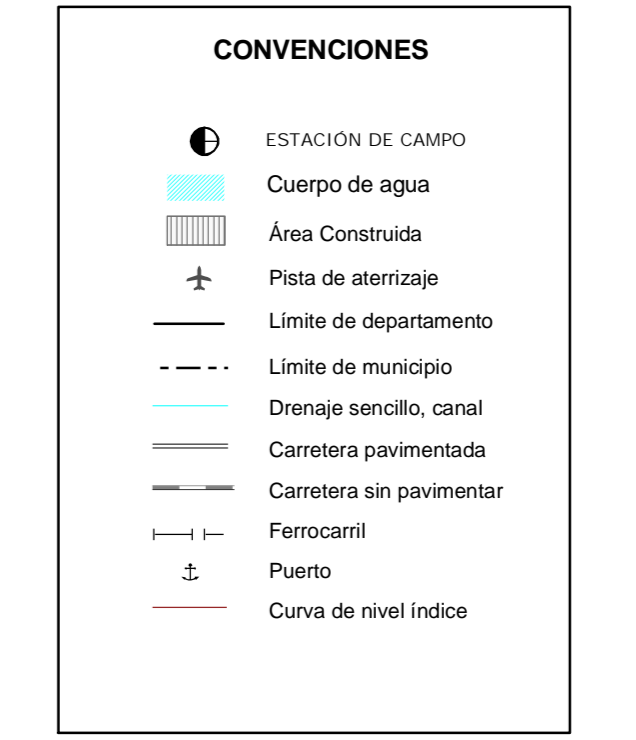 CONVENCIONES
ESTACIÓN DE CAMPO
Cuerpo de agua
Área Construida
Pista de aterrizaje
Límite de departamento
Límite de municipio
Drenaje sencillo, canal
Carretera pavimentada
Carretera sin pavimentar
Ferrocarril
Puerto
Curva de nivel índice